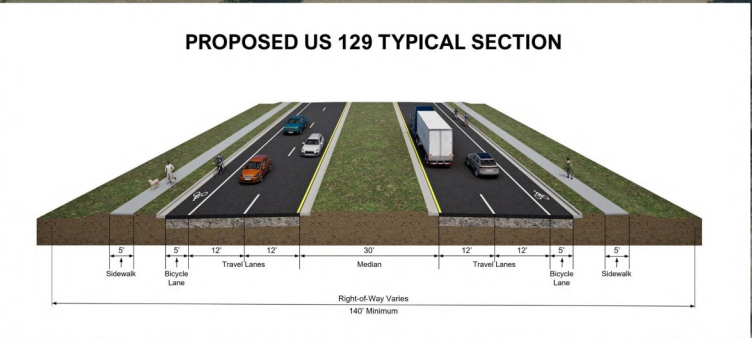 PROPOSED US 129 TYPICAL SECTION
5' 5' 12' 12' 30' 12' 12' 5' 5'
Sidewalk Bicycle Lane Travel Lanes Median Travel Lanes Bicycle Lane Sidewalk
Right-of-Way Varies
140' Minimum